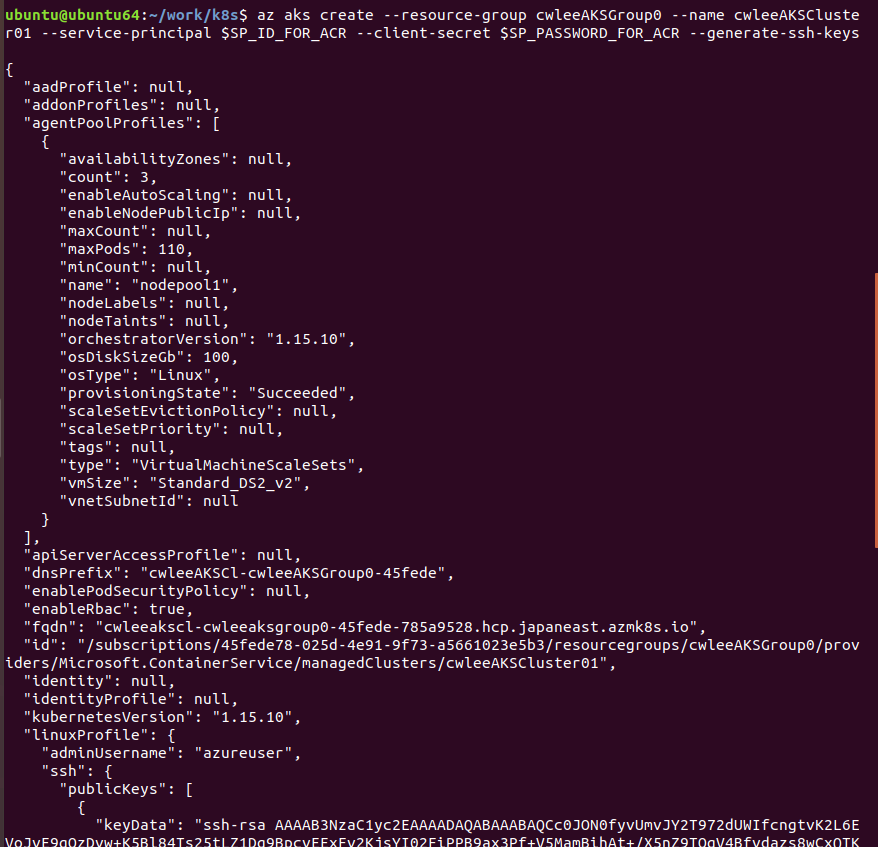 ubuntu@ubuntu64:~/work/k8s$ az aks create --resource-group cwleeAKSGroup0 --name cwleeAKSCluste
r01 --service-principal $SP_ID_FOR_ACR --client-secret $SP_PASSWORD_FOR_ACR --generate-ssh-keys
{
  "aadProfile": null,
  "addonProfiles": null,
  "agentPoolProfiles": [
    {
      "availabilityZones": null,
      "count": 3,
      "enableAutoScaling": null,
      "enableNodePublicIp": null,
      "maxCount": null,
      "maxPods": 110,
      "minCount": null,
      "name": "nodepool1",
      "nodeLabels": null,
      "nodeTaints": null,
      "orchestratorVersion": "1.15.10",
      "osDiskSizeGb": 100,
      "osType": "Linux",
      "provisioningState": "Succeeded",
      "scaleSetEvictionPolicy": null,
      "scaleSetPriority": null,
      "tags": null,
      "type": "VirtualMachineScaleSets",
      "vmSize": "Standard_DS2_v2",
      "vnetSubnetId": null
    }
  ],
  "apiServerAccessProfile": null,
  "dnsPrefix": "cwleeAKSCl-cwleeAKSGroup0-45fede",
  "enablePodSecurityPolicy": null,
  "enableRbac": true,
  "fqdn": "cwleeakscl-cwleeaksgroup0-45fede-785a9528.hcp.japaneast.azmk8s.io",
  "id": "/subscriptions/45fede78-025d-4e91-9f73-a5661023e5b3/resourcegroups/cwleeAKSGroup0/prov
iders/Microsoft.ContainerService/managedClusters/cwleeAKSCluster01",
  "identity": null,
  "identityProfile": null,
  "kubernetesVersion": "1.15.10",
  "linuxProfile": {
    "adminUsername": "azureuser",
    "ssh": {
      "publicKeys": [
        {
          "keyData": "ssh-rsa AAAAB3NzaC1yc2EAAAADAQABAAABAQCc0JON0fyvUmvJY2T972dUWIfcngtvK2L6E